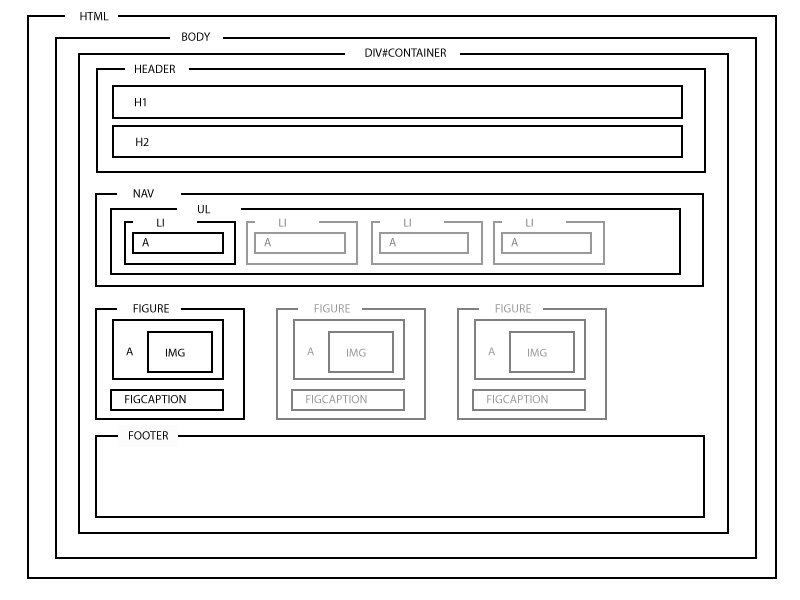 HTML
BODY
DIV#CONTAINER
HEADER
H1
H2
NAV
UL
LI LI LI LI
A A A A
FIGURE FIGURE FIGURE
A IMG A IMG A IMG
FIGCAPTION FIGCAPTION FIGCAPTION
FOOTER